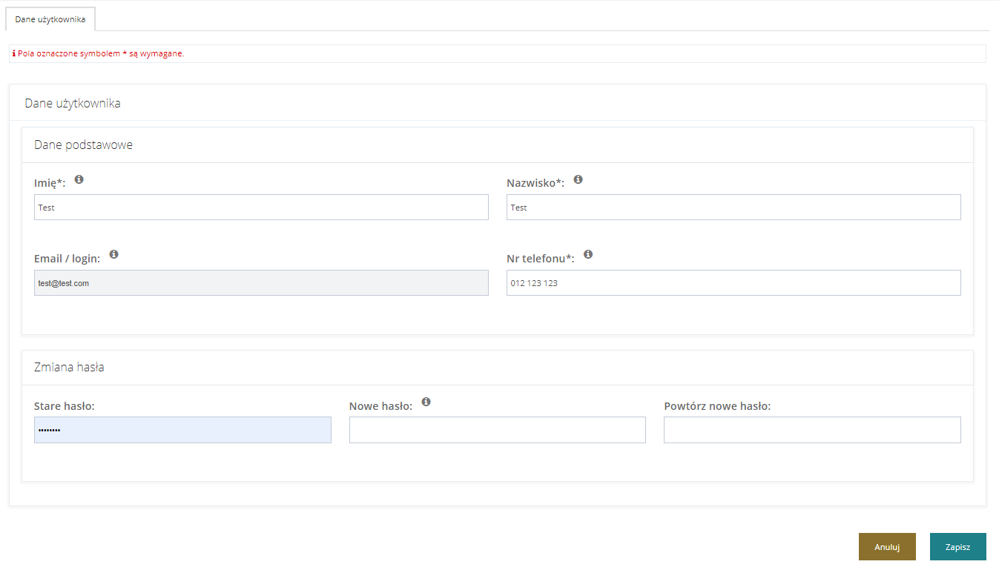 Dane użytkownika
Pola oznaczone symbolem * są wymagane.
Dane użytkownika
Dane podstawowe
Imię*: Nazwisko*:
Test Test
Email / login: Nr telefonu*:
test@test.com 012 123 123
Zmiana hasła
Stare hasło: Nowe hasło: Powtórz nowe hasło:
••••••••
Anuluj Zapisz